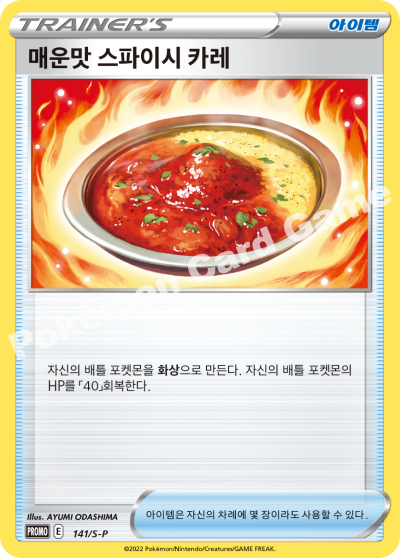 TRAINER'S
아이템
매운맛 스파이시 카레
Pokémon Card Game
자신의 배틀 포켓몬을 화상으로 만든다. 자신의 배틀 포켓몬의
HP를 「40」회복한다.
Illus. AYUMI ODASHIMA
PROMO E 141/S-P
아이템은 자신의 차례에 몇 장이라도 사용할 수 있다.
©2022 Pokémon/Nintendo/Creatures/GAME FREAK.